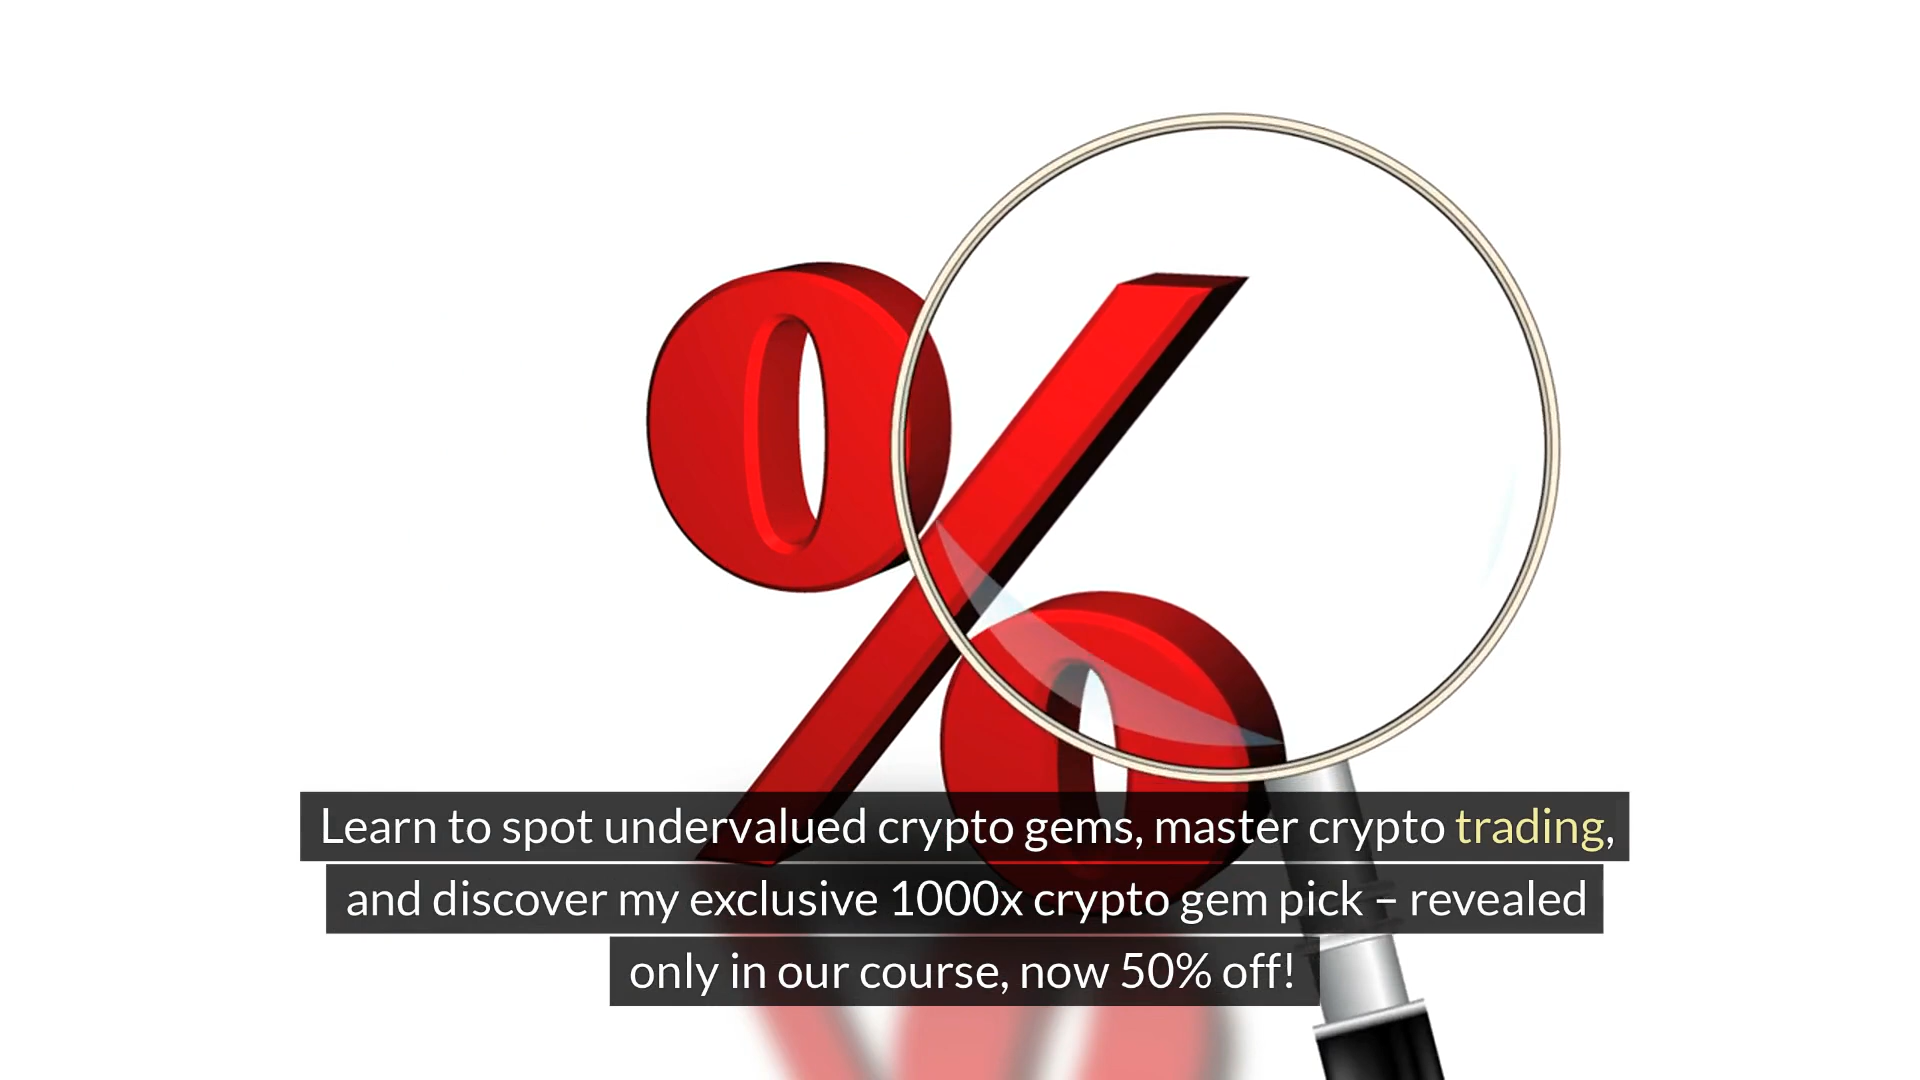 Learn to spot undervalued crypto gems, master crypto trading,
and discover my exclusive 1000x crypto gem pick – revealed
only in our course, now 50% off!